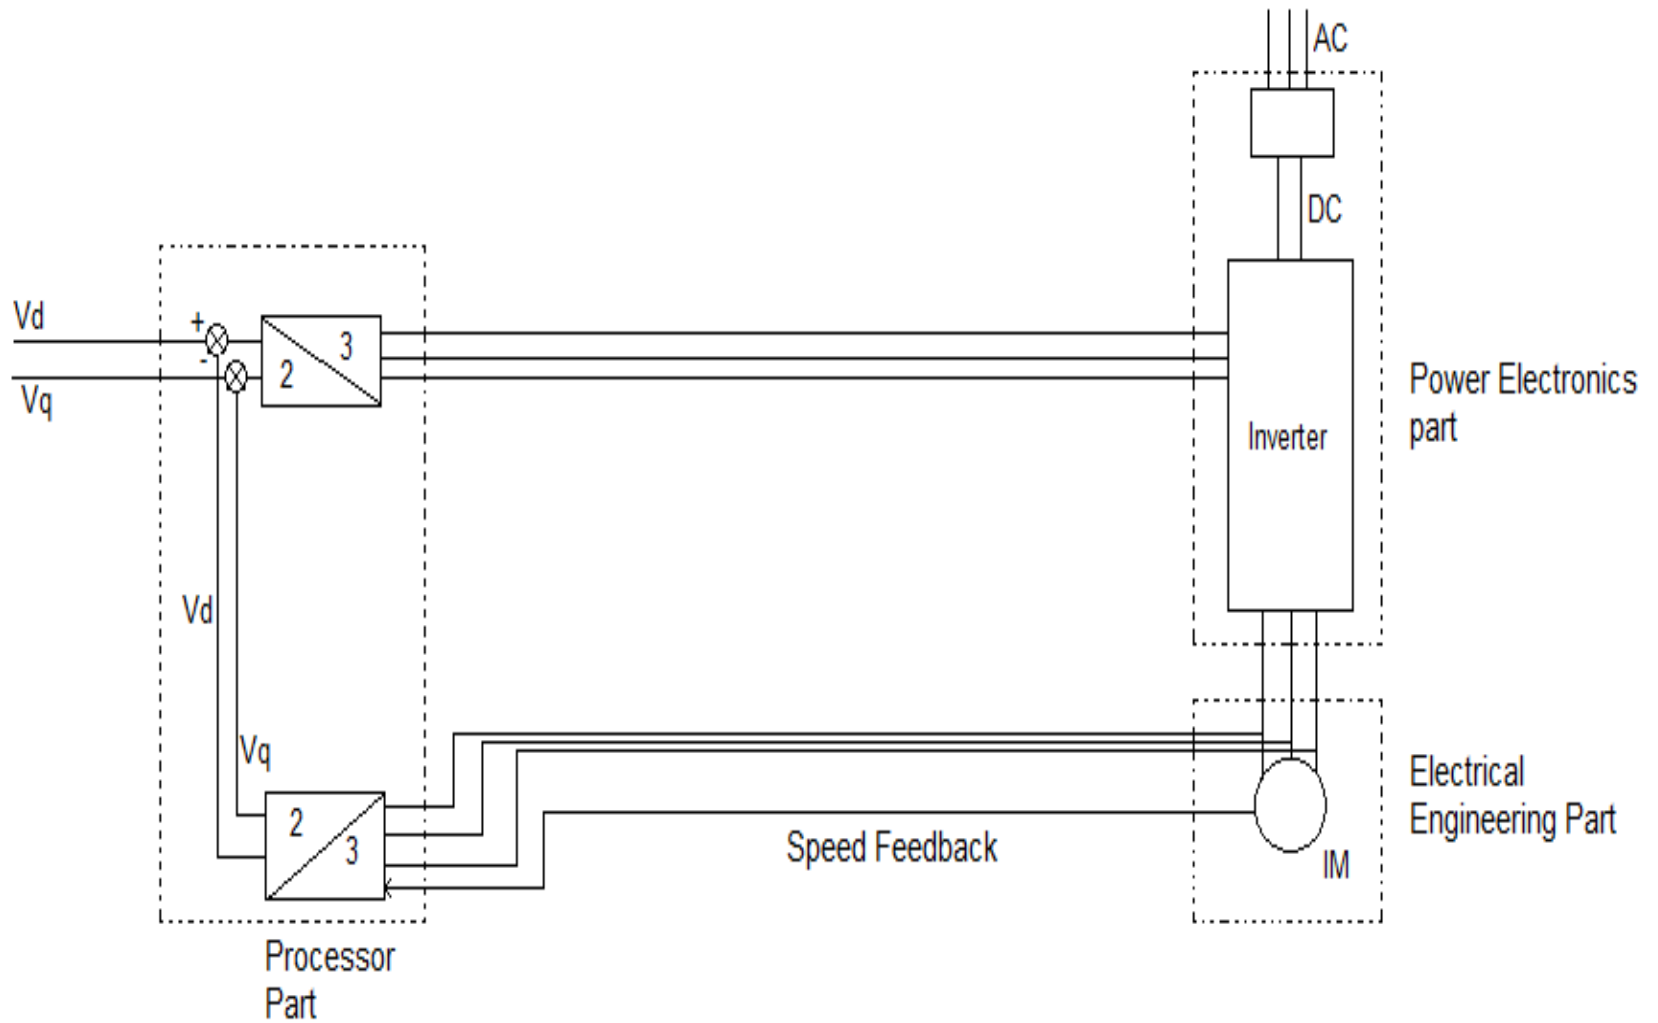 AC
DC
Vd
+
-
3
2
Vq
Inverter
Power Electronics
part
Vd
Vq
2
3
Speed Feedback
IM
Electrical
Engineering Part
Processor
Part